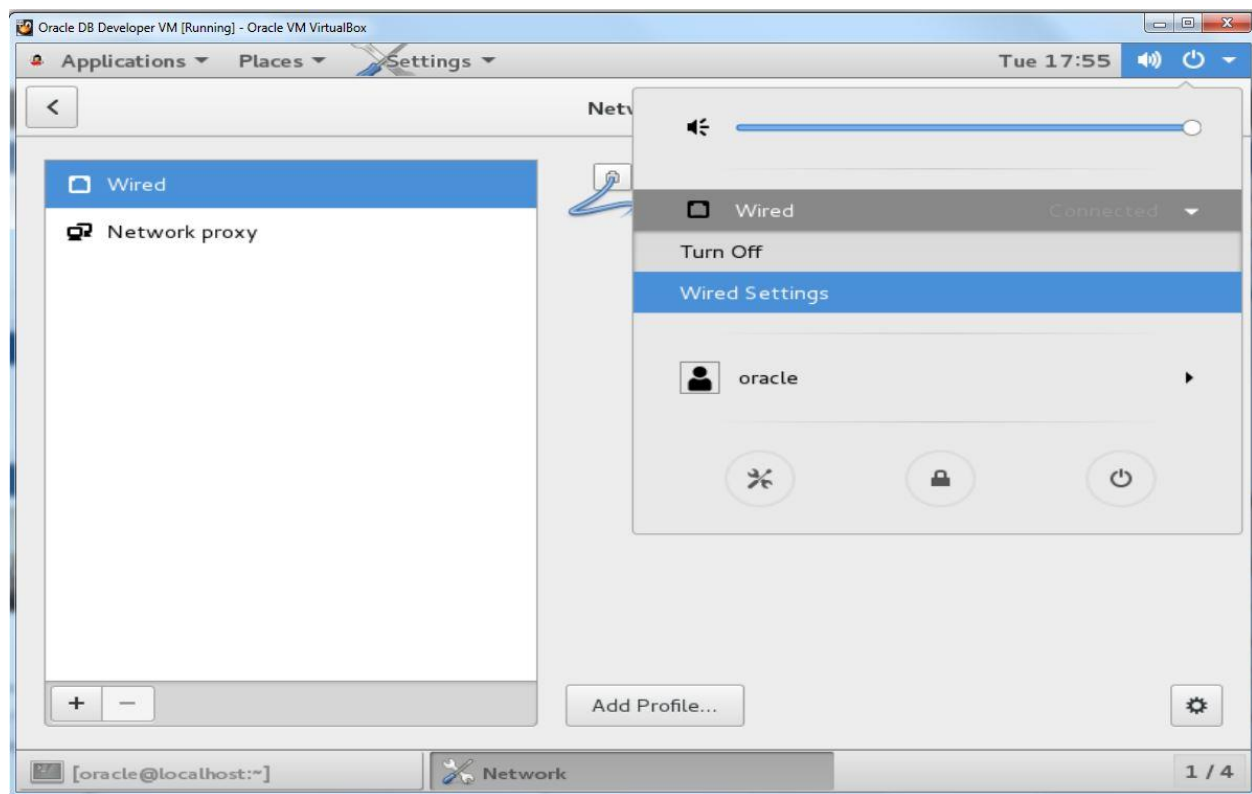 Oracle DB Developer VM [Running] - Oracle VM VirtualBox
Applications Places Settings Tue 17:55
Wired
Network proxy
Wired Connected
Turn Off
Wired Settings
oracle
Add Profile...
[oracle@localhost:~] Network 1 / 4